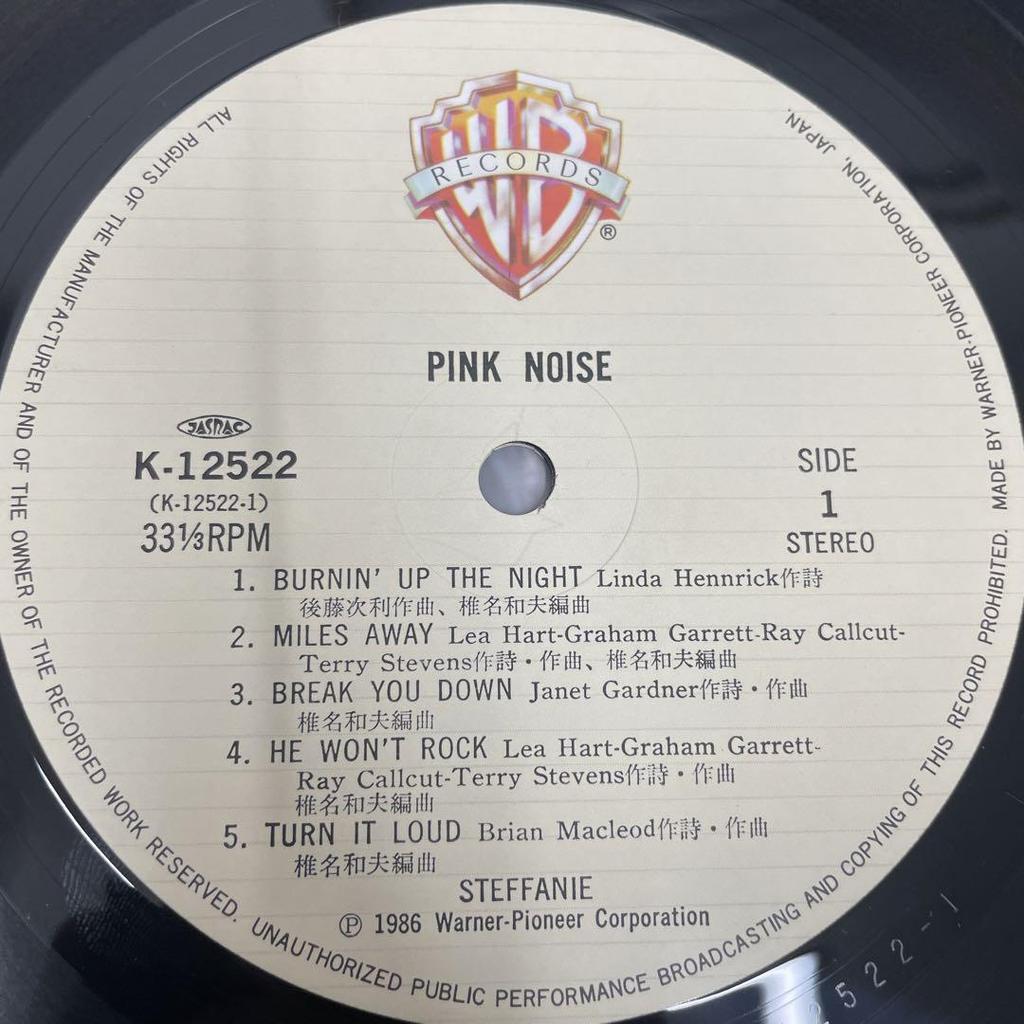 WB
RECORDS
®
PINK NOISE
JASRAC
K-12522
(K-12522-1)
33⅓RPM
SIDE
1
STEREO
1. BURNIN' UP THE NIGHT Linda Hennrick作詩
後藤次利作曲、椎名和夫編曲
2. MILES AWAY Lea Hart-Graham Garrett-Ray Callcut-
Terry Stevens作詩・作曲、椎名和夫編曲
3. BREAK YOU DOWN Janet Gardner作詩・作曲
椎名和夫編曲
4. HE WON'T ROCK Lea Hart-Graham Garrett-
Ray Callcut-Terry Stevens作詩・作曲
椎名和夫編曲
5. TURN IT LOUD Brian Macleod作詩・作曲
椎名和夫編曲
STEFFANIE
Ⓟ 1986 Warner-Pioneer Corporation
ALL RIGHTS OF THE MANUFACTURER AND OF THE OWNER OF THE RECORDED WORK RESERVED. UNAUTHORIZED PUBLIC PERFORMANCE BROADCASTING AND COPYING OF THIS RECORD PROHIBITED. MADE BY WARNER-PIONEER CORPORATION, JAPAN.
2522-1